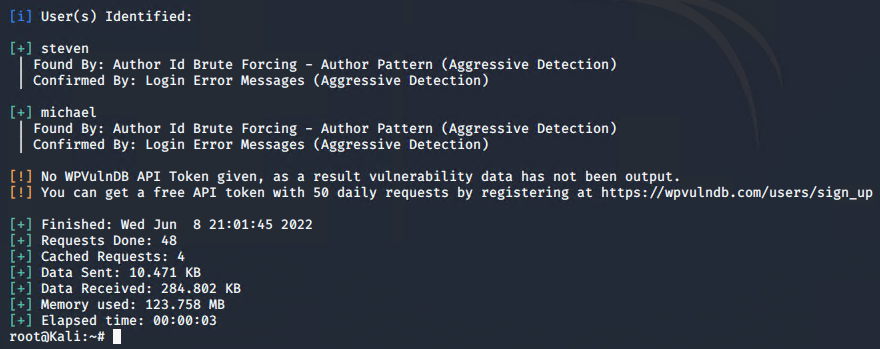 [i] User(s) Identified:
[+] steven
| Found By: Author Id Brute Forcing - Author Pattern (Aggressive Detection)
| Confirmed By: Login Error Messages (Aggressive Detection)
[+] michael
| Found By: Author Id Brute Forcing - Author Pattern (Aggressive Detection)
| Confirmed By: Login Error Messages (Aggressive Detection)
[!] No WPVulnDB API Token given, as a result vulnerability data has not been output.
[!] You can get a free API token with 50 daily requests by registering at https://wpvulndb.com/users/sign_up
[+] Finished: Wed Jun  8 21:01:45 2022
[+] Requests Done: 48
[+] Cached Requests: 4
[+] Data Sent: 10.471 KB
[+] Data Received: 284.802 KB
[+] Memory used: 123.758 MB
[+] Elapsed time: 00:00:03
root@Kali:~#